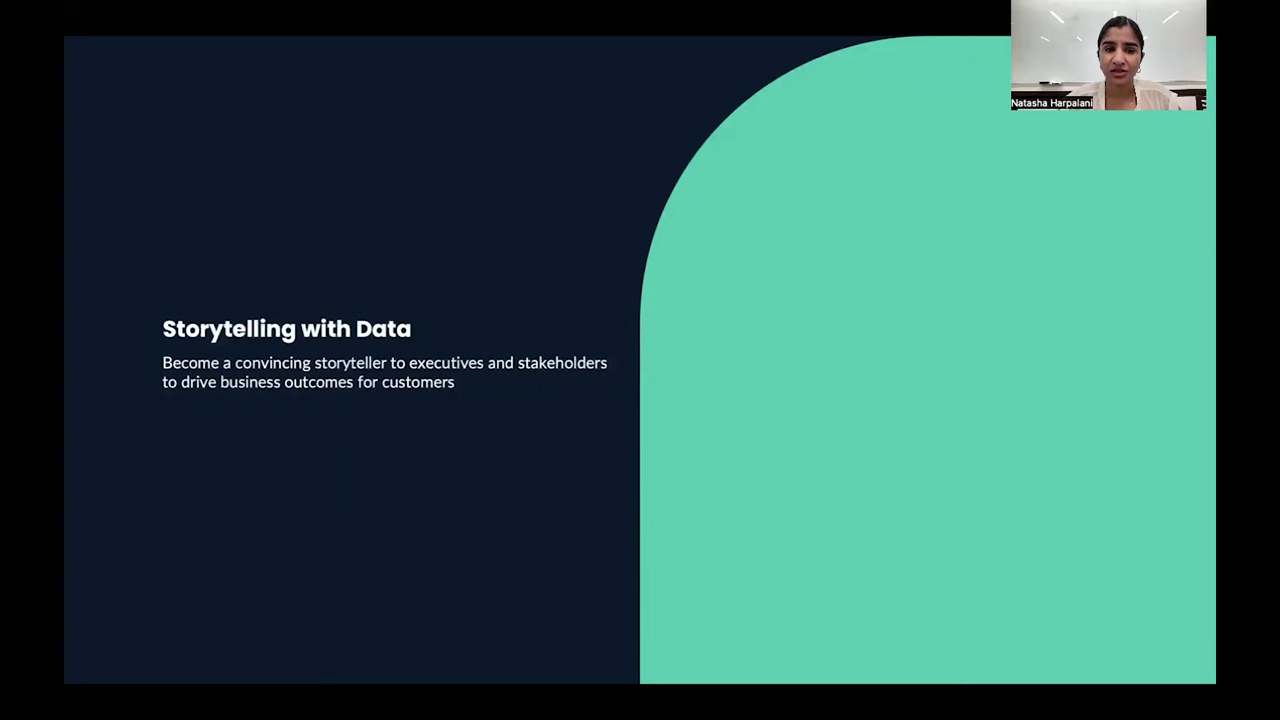 Natasha Harpalani
Storytelling with Data
Become a convincing storyteller to executives and stakeholders
to drive business outcomes for customers